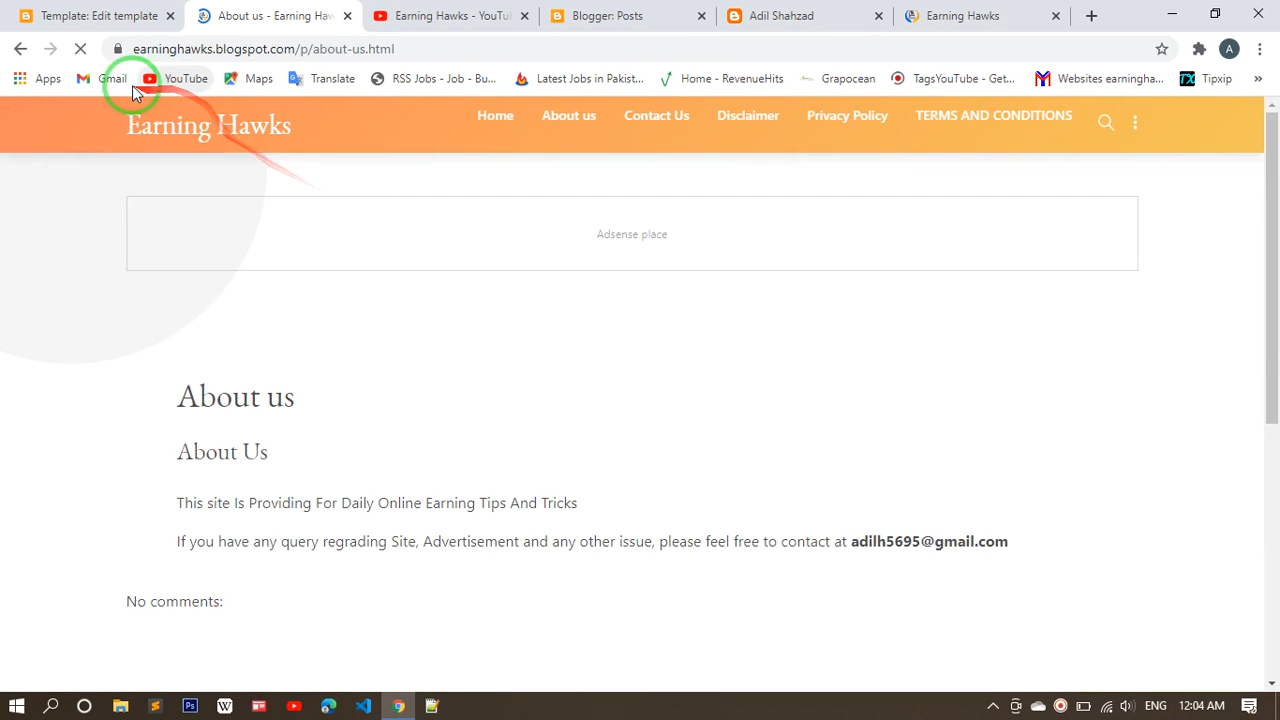 Template: Edit template
About us - Earning Haw
Earning Hawks - YouTu
Blogger: Posts
Adil Shahzad
Earning Hawks
earninghawks.blogspot.com/p/about-us.html
A
Apps
Gmail
YouTube
Maps
Translate
RSS Jobs - Job - Bu...
Latest Jobs in Pakist...
Home - RevenueHits
Grapacean
TagsYouTube - Get...
Websites earningha...
Tipxip
Earning Hawks
Home
About us
Contact Us
Disclaimer
Privacy Policy
TERMS AND CONDITIONS
Adsense place
About us
About Us
This site Is Providing For Daily Online Earning Tips And Tricks
If you have any query regrading Site, Advertisement and any other issue, please feel free to contact at adilh5695@gmail.com
No comments:
ENG
12:04 AM